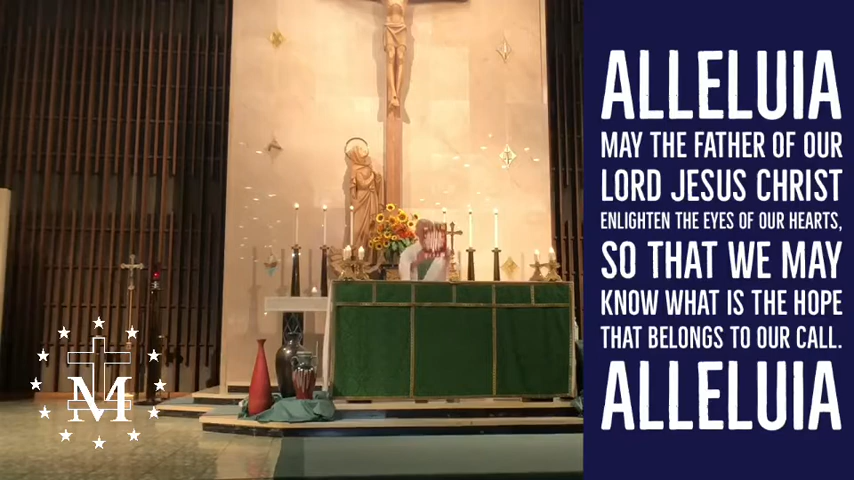 ALLELUIA
MAY THE FATHER OF OUR
LORD JESUS CHRIST
ENLIGHTEN THE EYES OF OUR HEARTS,
SO THAT WE MAY
KNOW WHAT IS THE HOPE
THAT BELONGS TO OUR CALL.
ALLELUIA
M